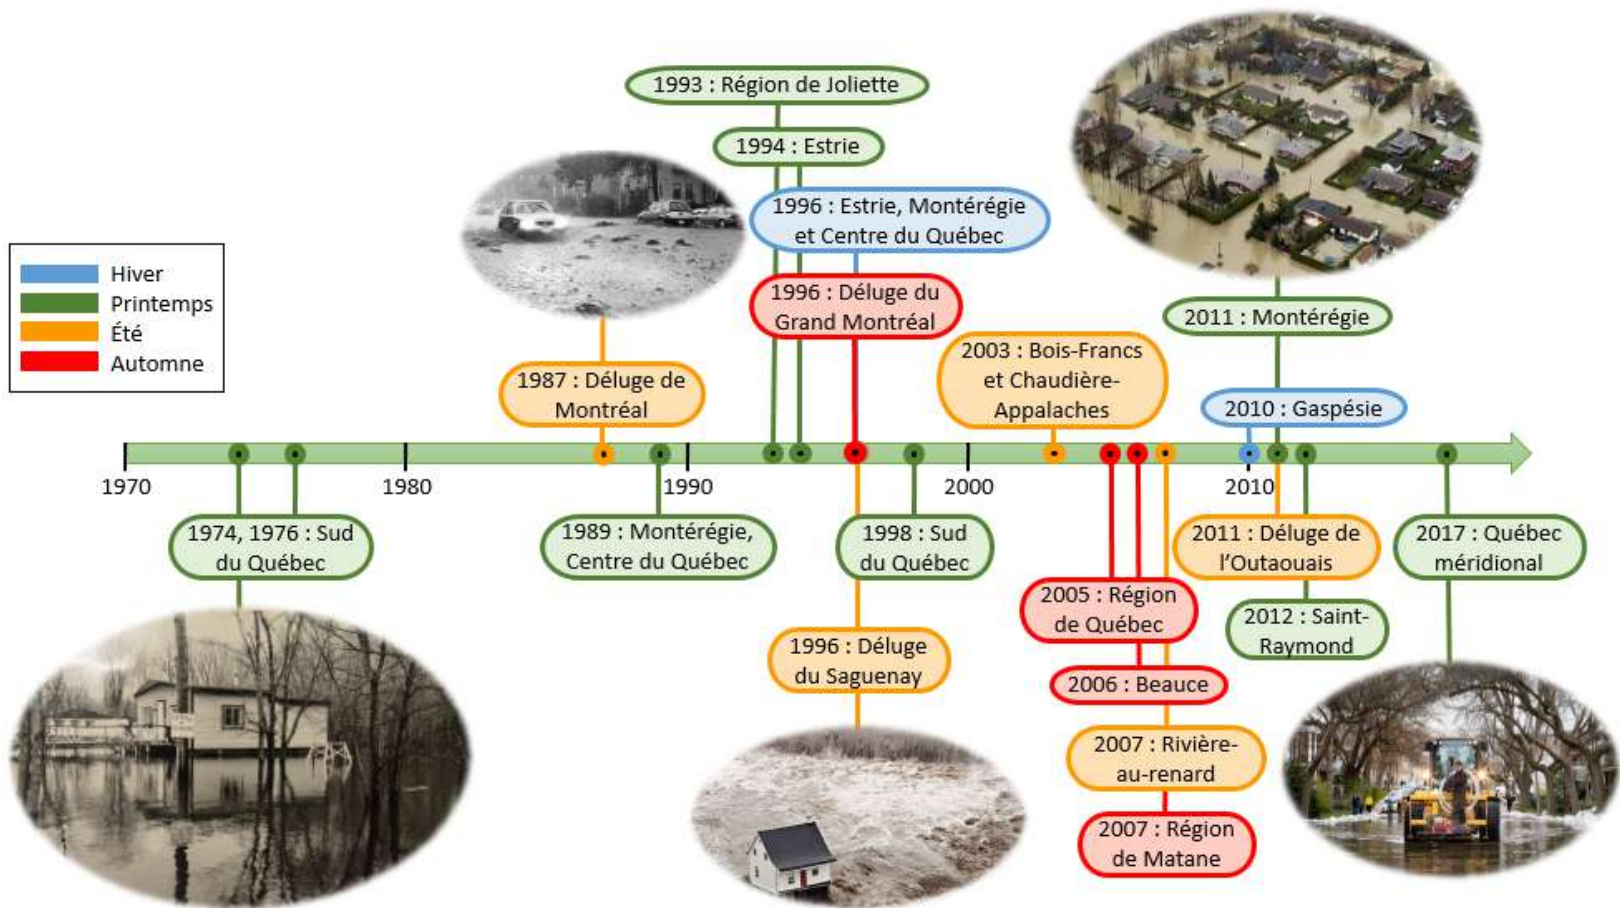 1993 : Région de Joliette
1994 : Estrie
1996 : Estrie, Montérégie
et Centre du Québec
Hiver
Printemps
Été
Automne
1996 : Déluge du
Grand Montréal
2011 : Montérégie
1987 : Déluge de
Montréal
2003 : Bois-Francs
et Chaudière-
Appalaches
2010 : Gaspésie
1970
1980
1990
2000
2010
1974, 1976 : Sud
du Québec
1989 : Montérégie,
Centre du Québec
1998 : Sud
du Québec
2011 : Déluge de
l'Outaouais
2017 : Québec
méridional
2005 : Région
de Québec
2012 : Saint-
Raymond
1996 : Déluge
du Saguenay
2006 : Beauce
2007 : Rivière-
au-renard
2007 : Région
de Matane